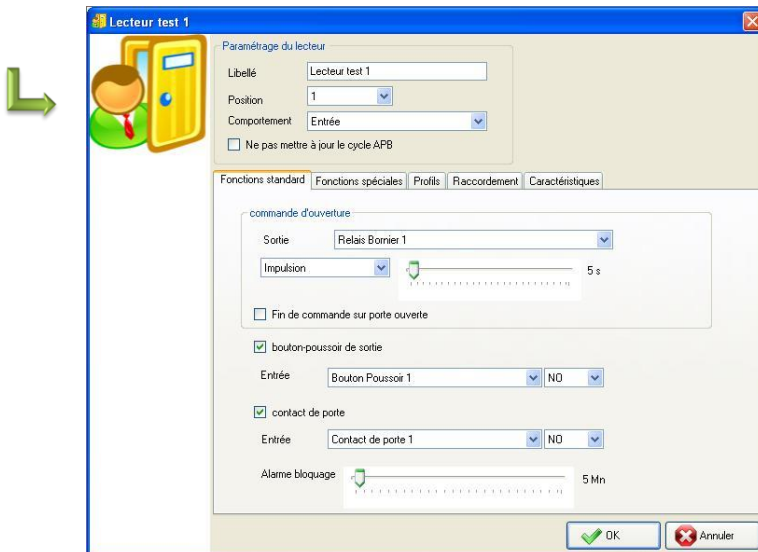 Lecteur test 1
Paramétrage du lecteur
Libellé Lecteur test 1
Position 1
Comportement Entrée
Ne pas mettre à jour le cycle APB
Fonctions standard Fonctions spéciales Profils Raccordement Caractéristiques
commande d'ouverture
Sortie Relais Bornier 1
Impulsion 5 s
Fin de commande sur porte ouverte
bouton-poussoir de sortie
Entrée Bouton Poussoir 1 NO
contact de porte
Entrée Contact de porte 1 NO
Alarme bloquage 5 Mn
OK Annuler